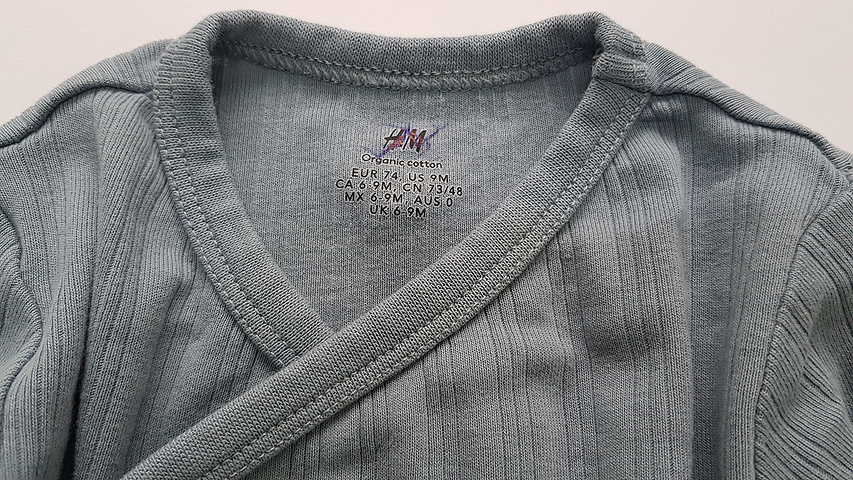 H&M
Organic cotton
EUR 74, US 9M
CA 6-9M, CN 73/48
MX 6-9M, AUS 0
UK 6-9M